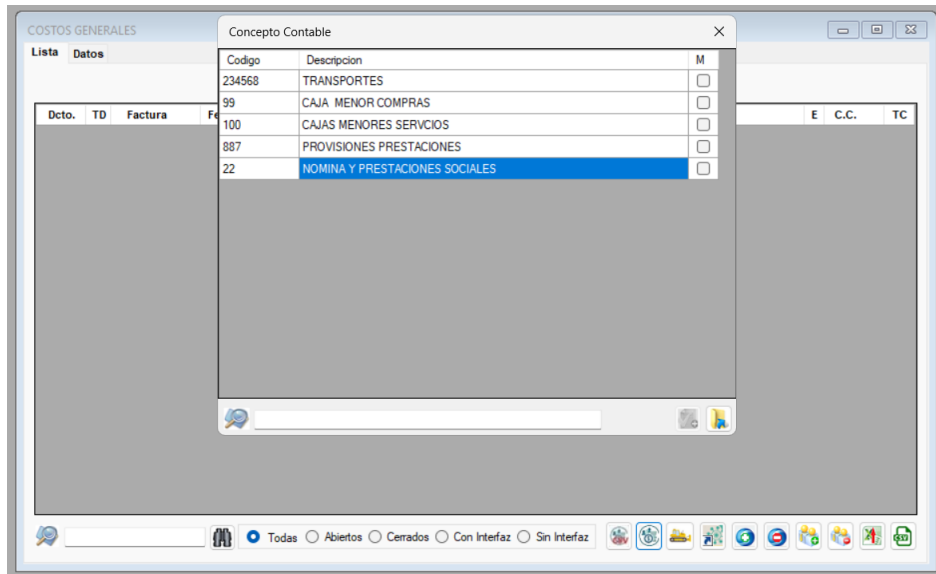 COSTOS GENERALES
Concepto Contable
Lista Datos
Codigo Descripcion M
234568 TRANSPORTES
99 CAJA MENOR COMPRAS
100 CAJAS MENORES SERVCIOS
887 PROVISIONES PRESTACIONES
22 NOMINA Y PRESTACIONES SOCIALES
Dcto. TD Factura Fe E C.C. TC
Todas Abiertos Cerrados Con Interfaz Sin Interfaz